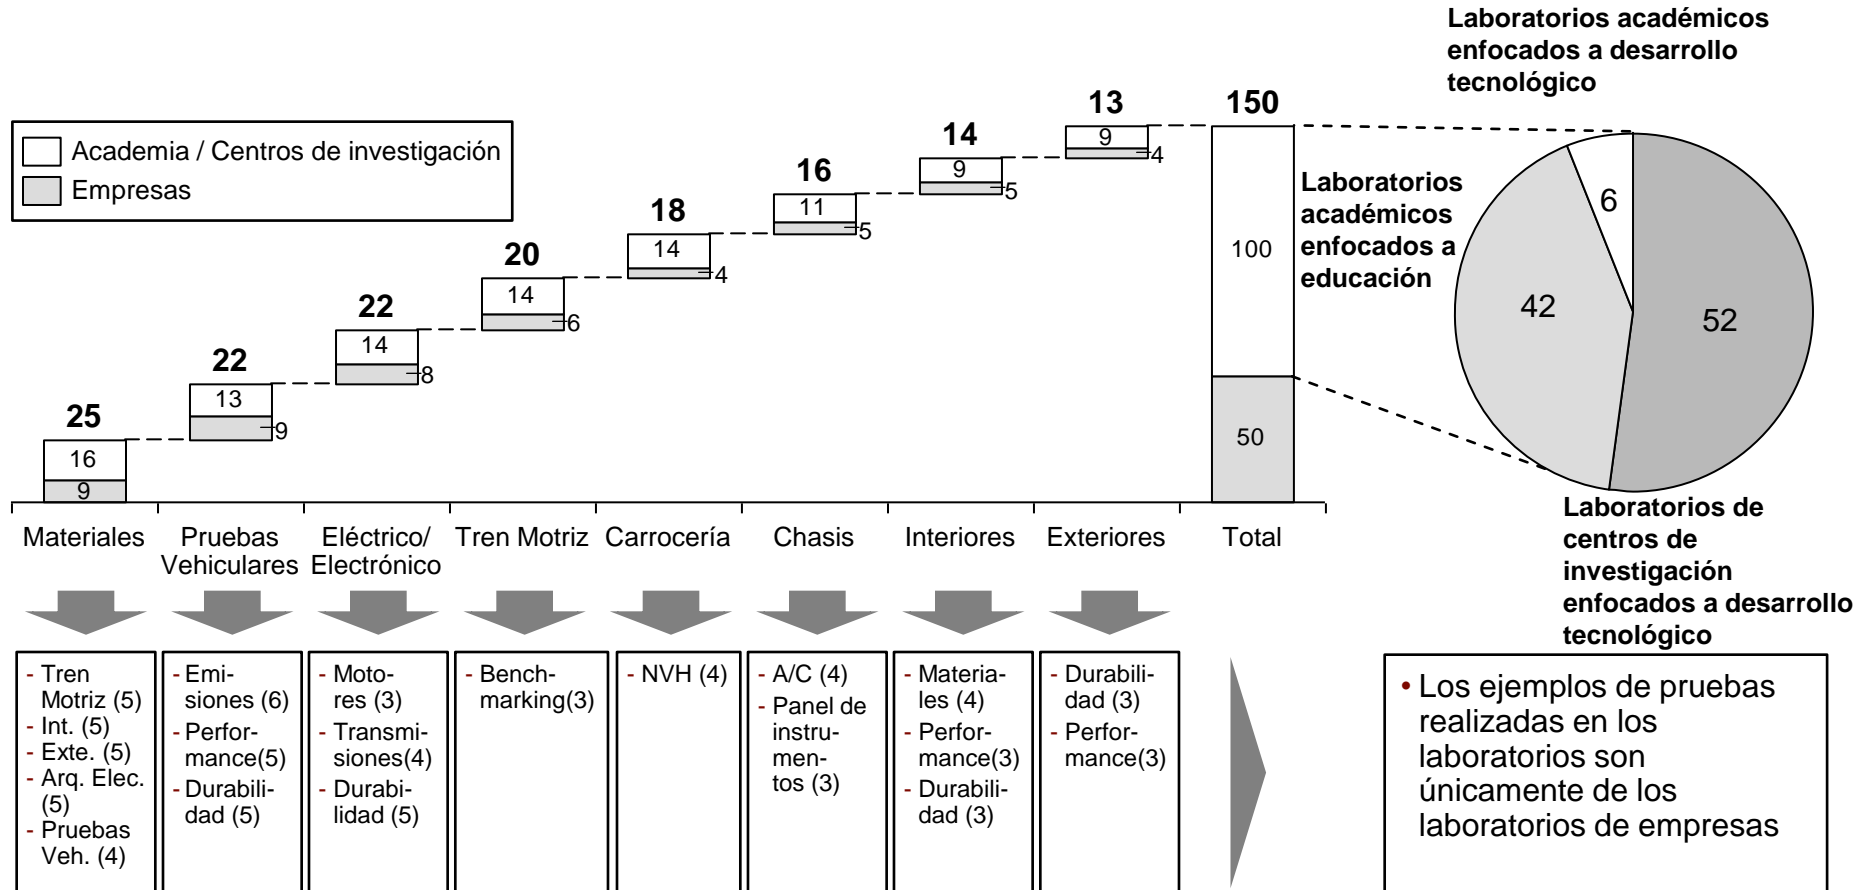 Laboratorios académicos
enfocados a desarrollo
tecnológico
Academia / Centros de investigación
Empresas
25
16
9
22
13
9
22
14
8
20
14
6
18
14
4
16
11
5
14
9
5
13
9
4
150
100
50
Laboratorios
académicos
enfocados a
educación
6
42
52
Laboratorios de
centros de
investigación
enfocados a desarrollo
tecnológico
Materiales
Pruebas
Vehiculares
Eléctrico/
Electrónico
Tren Motriz
Carrocería
Chasis
Interiores
Exteriores
Total
- Tren
Motriz (5)
- Int. (5)
- Exte. (5)
- Arq. Elec.
(5)
- Pruebas
Veh. (4)
- Emi-
siones (6)
- Perfor-
mance(5)
- Durabili-
dad (5)
- Moto-
res (3)
- Transmi-
siones(4)
- Durabi-
lidad (5)
- Bench-
marking(3)
- NVH (4)
- A/C (4)
- Panel de
instru-
men-
tos (3)
- Materia-
les (4)
- Perfor-
mance(3)
- Durabili-
dad (3)
- Durabili-
dad (3)
- Perfor-
mance(3)
• Los ejemplos de pruebas
realizadas en los
laboratorios son
únicamente de los
laboratorios de empresas